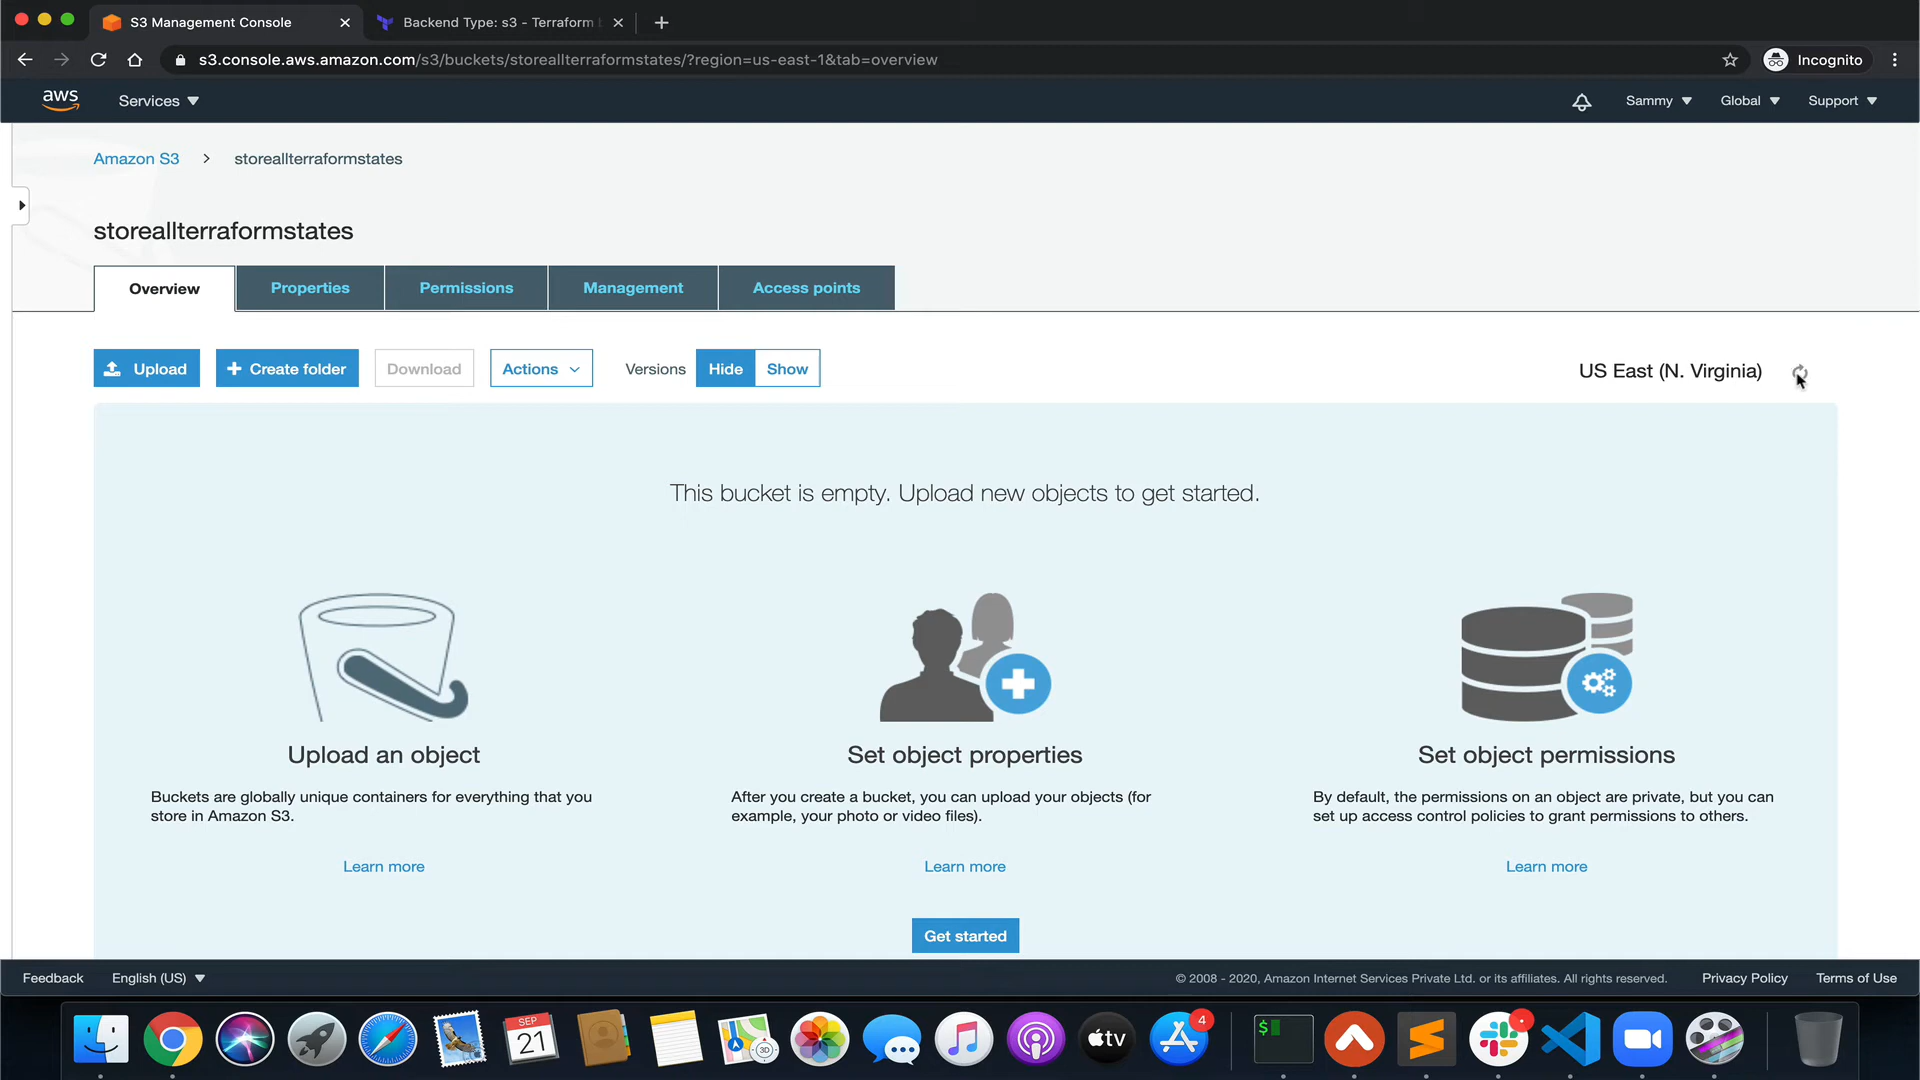 S3 Management Console
Backend Type: s3 - Terraform
s3.console.aws.amazon.com/s3/buckets/storeallterraformstates/?region=us-east-1&tab=overview
Incognito
aws
Services
Sammy
Global
Support
Amazon S3 > storeallterraformstates
storeallterraformstates
Overview
Properties
Permissions
Management
Access points
Upload
Create folder
Download
Actions
Versions
Hide
Show
US East (N. Virginia)
This bucket is empty. Upload new objects to get started.
Upload an object
Buckets are globally unique containers for everything that you
store in Amazon S3.
Learn more
Set object properties
After you create a bucket, you can upload your objects (for
example, your photo or video files).
Learn more
Set object permissions
By default, the permissions on an object are private, but you can
set up access control policies to grant permissions to others.
Learn more
Get started
Feedback
English (US)
© 2008 - 2020, Amazon Internet Services Private Ltd. or its affiliates. All rights reserved.
Privacy Policy
Terms of Use
SEP
21
3D
tv
4
$